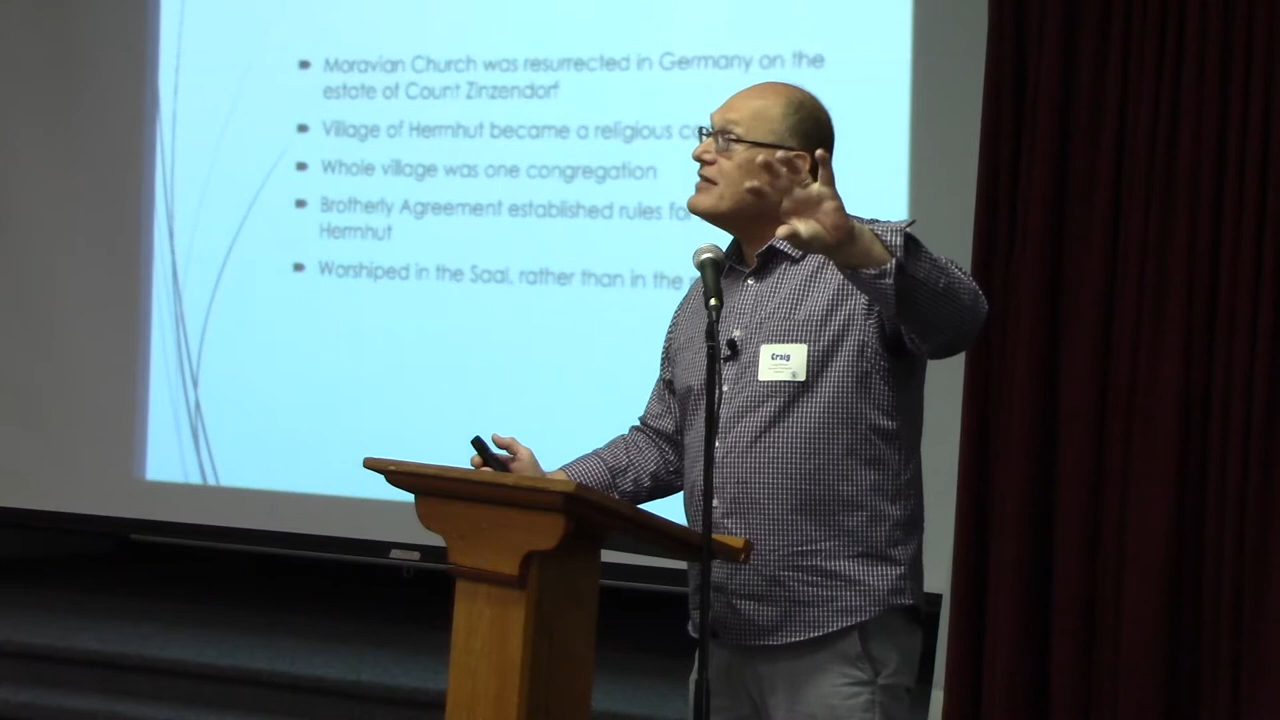 Moravian Church was resurrected in Germany on the
estate of Count Zinzendorf
Village of Herrnhut became a religious
Whole village was one congregation
Brotherly Agreement established rules for
Herrnhut
Worshiped in the Saal, rather than in the
Craig